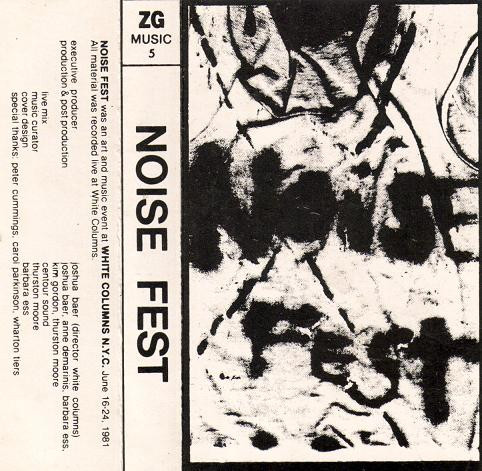 ZG
MUSIC
5
NOISE FEST
NOISE FEST was an art and music event at WHITE COLUMNS N.Y.C. June 16-24, 1981
All material was recorded live at White Columns.
executive producer joshua baer (director white columns)
production & post production joshua baer, anne demarinis, barbara ess,
kim gordon, thurston moore
live mix centour sound
music curator thurston moore
cover design barbara ess
special thanks: peter cummings, carol parkinson, wharton tiers